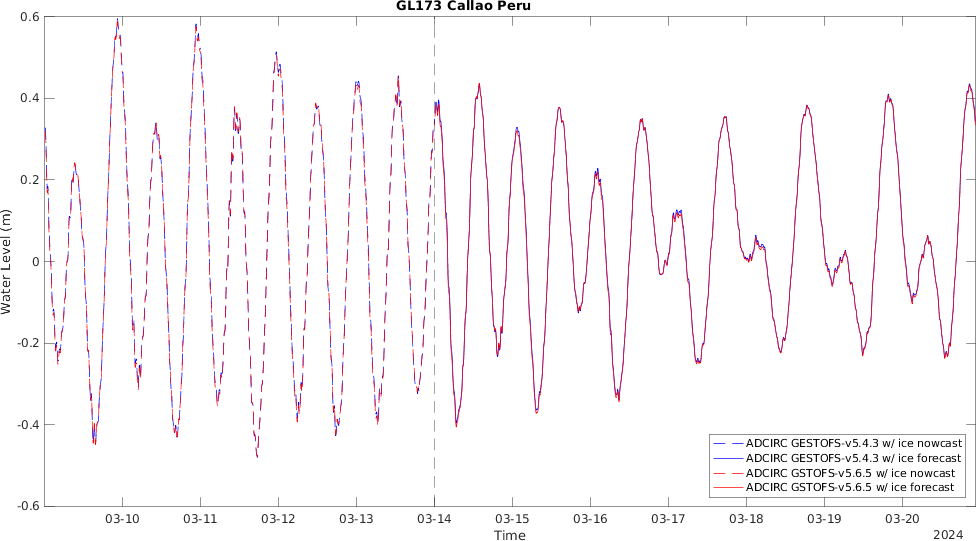 GL173 Callao Peru
0.6
0.4
0.2
0
-0.2
-0.4
-0.6
Water Level (m)
ADCIRC GESTOFS-v5.4.3 w/ ice nowcast
ADCIRC GESTOFS-v5.4.3 w/ ice forecast
ADCIRC GSTOFS-v5.6.5 w/ ice nowcast
ADCIRC GSTOFS-v5.6.5 w/ ice forecast
03-10 03-11 03-12 03-13 03-14 03-15 03-16 03-17 03-18 03-19 03-20
Time
2024